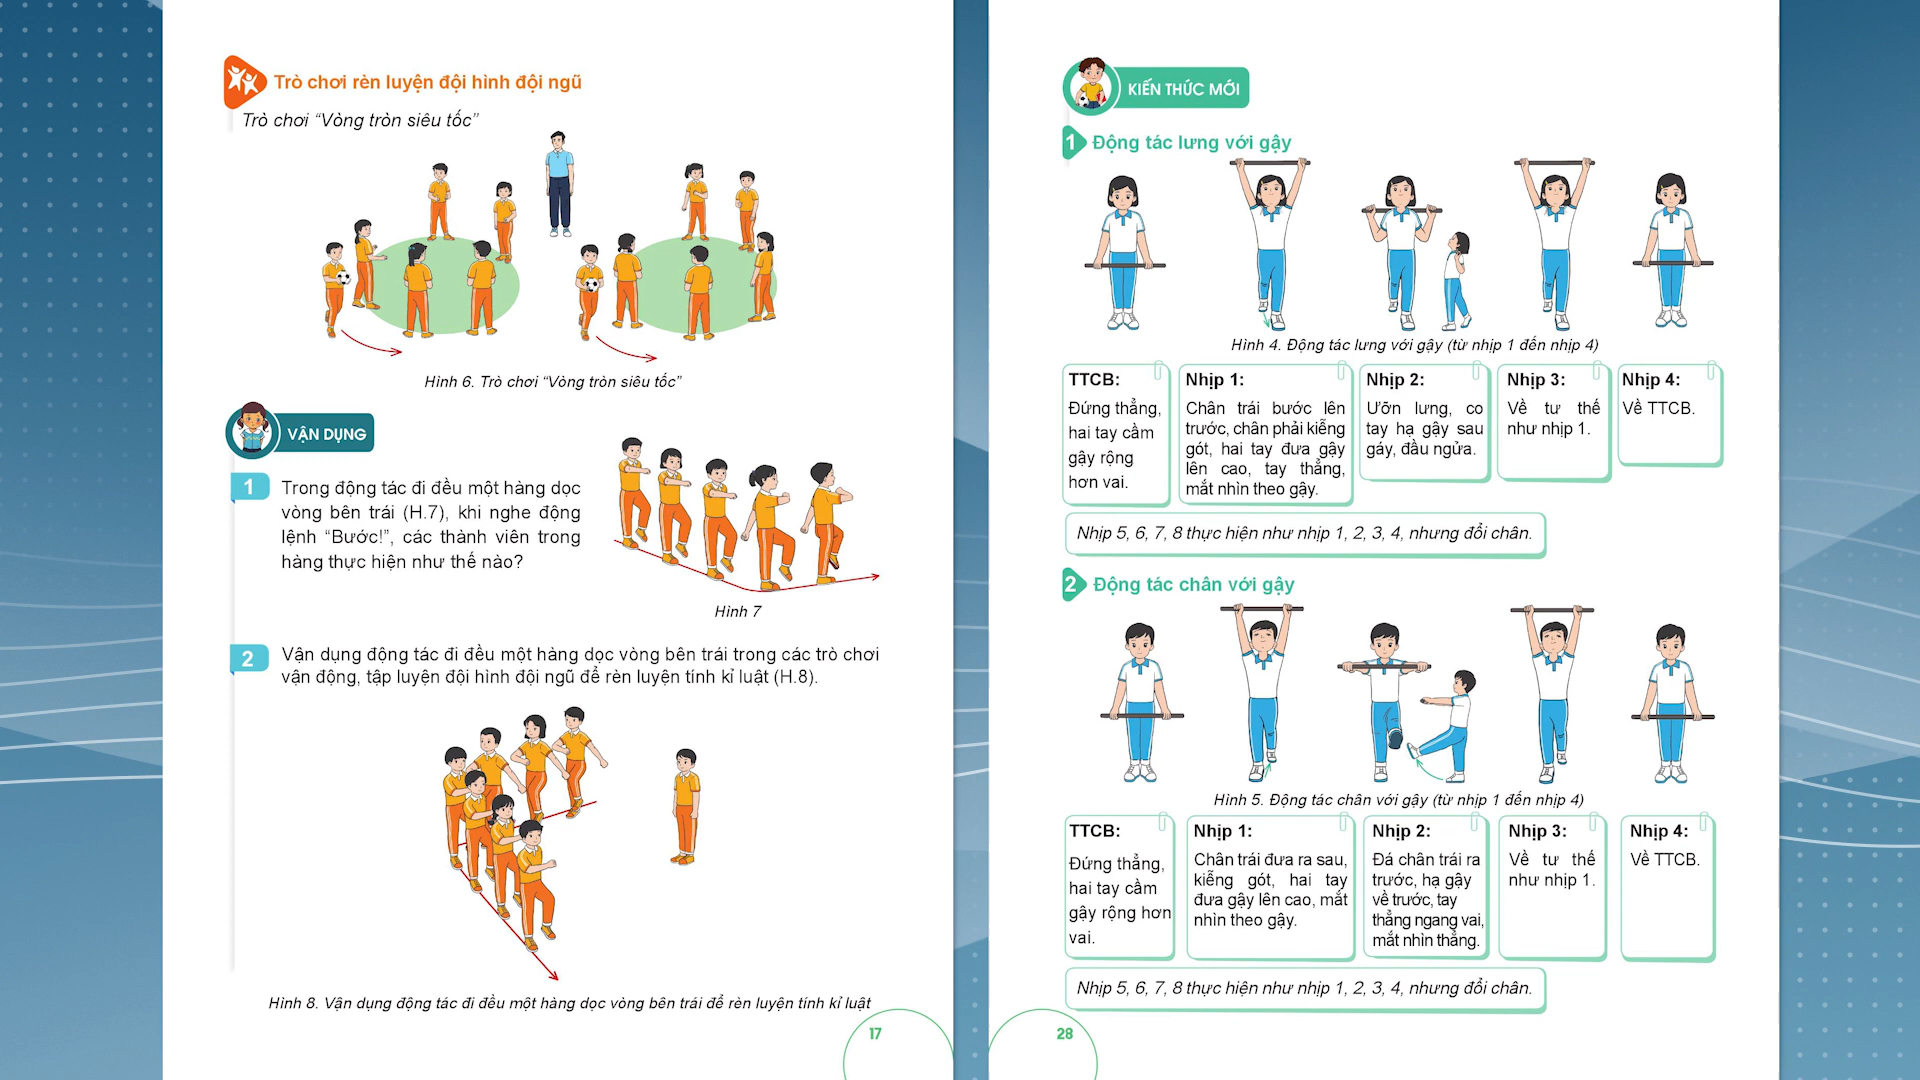 Trò chơi rèn luyện đội hình đội ngũ
Trò chơi “Vòng tròn siêu tốc”
Hình 6. Trò chơi “Vòng tròn siêu tốc”
VẬN DỤNG
1
Trong động tác đi đều một hàng dọc
vòng bên trái (H.7), khi nghe động
lệnh “Bước!”, các thành viên trong
hàng thực hiện như thế nào?
Hình 7
2
Vận dụng động tác đi đều một hàng dọc vòng bên trái trong các trò chơi
vận động, tập luyện đội hình đội ngũ để rèn luyện tính kỉ luật (H.8).
Hình 8. Vận dụng động tác đi đều một hàng dọc vòng bên trái để rèn luyện tính kỉ luật
17
KIẾN THỨC MỚI
1 Động tác lưng với gậy
Hình 4. Động tác lưng với gậy (từ nhịp 1 đến nhịp 4)
TTCB:
Đứng thẳng,
hai tay cầm
gậy rộng
hơn vai.
Nhịp 1:
Chân trái bước lên
trước, chân phải kiễng
gót, hai tay đưa gậy
lên cao, tay thẳng,
mắt nhìn theo gậy.
Nhịp 2:
Ưỡn lưng, co
tay hạ gậy sau
gáy, đầu ngửa.
Nhịp 3:
Về tư thế
như nhịp 1.
Nhịp 4:
Về TTCB.
Nhịp 5, 6, 7, 8 thực hiện như nhịp 1, 2, 3, 4, nhưng đổi chân.
2 Động tác chân với gậy
Hình 5. Động tác chân với gậy (từ nhịp 1 đến nhịp 4)
TTCB:
Đứng thẳng,
hai tay cầm
gậy rộng hơn
vai.
Nhịp 1:
Chân trái đưa ra sau,
kiễng gót, hai tay
đưa gậy lên cao, mắt
nhìn theo gậy.
Nhịp 2:
Đá chân trái ra
trước, hạ gậy
về trước, tay
thẳng ngang vai,
mắt nhìn thẳng.
Nhịp 3:
Về tư thế
như nhịp 1.
Nhịp 4:
Về TTCB.
Nhịp 5, 6, 7, 8 thực hiện như nhịp 1, 2, 3, 4, nhưng đổi chân.
28